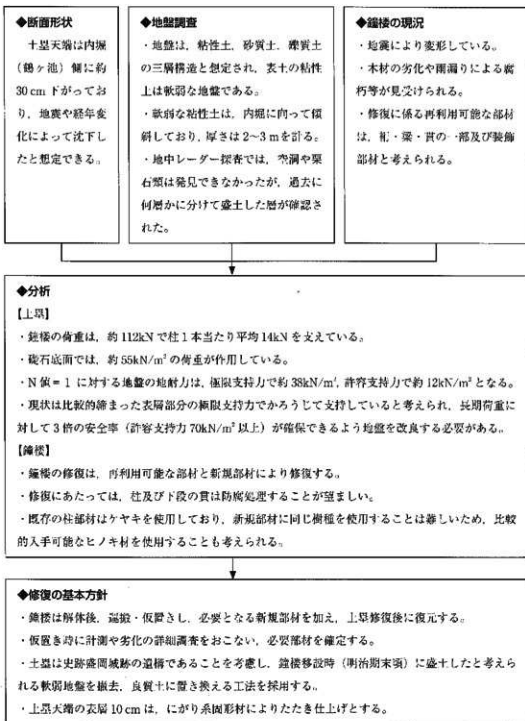 ◆断面形状
土塁天端は内堀
(鶴ヶ池)側に約
30cm下がってお
り、地震や経年変
化によって沈下し
たと想定できる。
◆地盤調査
・地盤は、粘性土、砂質土、礫質土
の三層構造と想定され、表土の粘性
土は軟弱な地盤である。
・軟弱な粘性土は、内堀に向って傾
斜しており、厚さは2~3mを計る。
・地中レーダー探査では、空洞や栗
石類は発見できなかったが、過去に
何層かに分けて盛土した層が確認さ
れた。
◆鐘楼の現況
・地震により変形している。
・木材の劣化や雨漏りによる腐
朽等が見受けられる。
・修復に係る再利用可能な部材
は、桁・梁・貫の一部及び装飾
部材と考えられる。
◆分析
【土塁】
・鐘楼の荷重は、約112kNで柱1本当たり平均14kNを支えている。
・礎石底面では、約55kN/m²の荷重が作用している。
・N値=1に対する地盤の地耐力は、極限支持力で約38kN/m²、許容支持力で約12kN/m²となる。
・現状は比較的締まった表層部分の極限支持力でかろうじて支持していると考えられ、長期荷重に
対して3倍の安全率(許容支持力70kN/m²以上)が確保できるよう地盤を改良する必要がある。
【鐘楼】
・鐘楼の修復は、再利用可能な部材と新規部材により修復する。
・修復にあたっては、柱及び下段の貫は防腐処理することが望ましい。
・既存の柱部材はケヤキを使用しており、新規部材に同じ樹種を使用することは難しいため、比較
的入手可能なヒノキ材を使用することも考えられる。
◆修復の基本方針
・鐘楼は解体後、運搬・仮置きし、必要となる新規部材を加え、土塁修復後に復元する。
・仮置き時に計測や劣化の詳細調査をおこない、必要部材を確定する。
・土塁は史跡盛岡城跡の遺構であることを考慮し、鐘楼移設時(明治期末頃)に盛土したと考えら
れる軟弱地盤を撤去、良質土に置き換える工法を採用する。
・土塁天端の表層10cmは、にがり系固形材によりたたき仕上げとする。